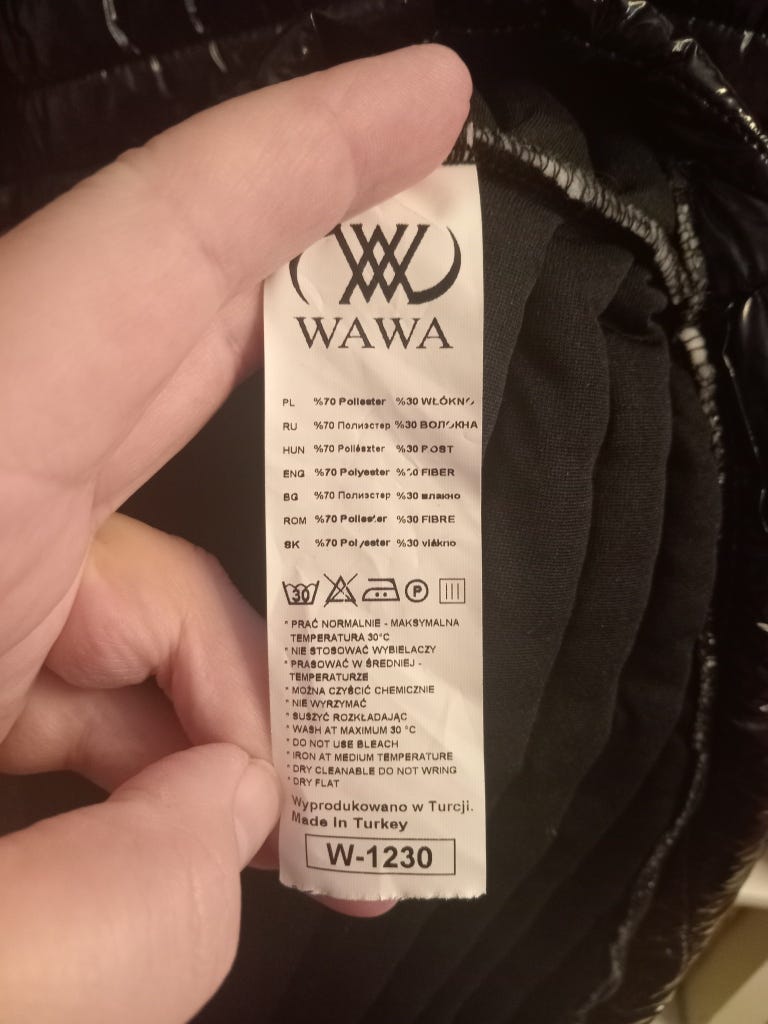 WAWA
PL %70 Poliester %30 WŁÓKNO
RU %70 Полиэстер %30 ВОЛОКНА
HUN %70 Poliészter %30 ROST
ENG %70 Polyester %30 FIBER
BG %70 Полиэстер %30 влакно
ROM %70 Poliester %30 FIBRE
SK %70 Polyester %30 vlákno
30 P
* PRAĆ NORMALNIE - MAKSYMALNA
TEMPERATURA 30°C
* NIE STOSOWAĆ WYBIELACZY
* PRASOWAĆ W ŚREDNIEJ -
TEMPERATURZE
* MOŻNA CZYŚCIĆ CHEMICZNIE
* NIE WYRZYMAĆ
* SUSZYĆ ROZKŁADAJĄC
* WASH AT MAXIMUM 30 °C
* DO NOT USE BLEACH
* IRON AT MEDIUM TEMPERATURE
* DRY CLEANABLE DO NOT WRING
* DRY FLAT
Wyprodukowano w Turcji.
Made In Turkey
W-1230